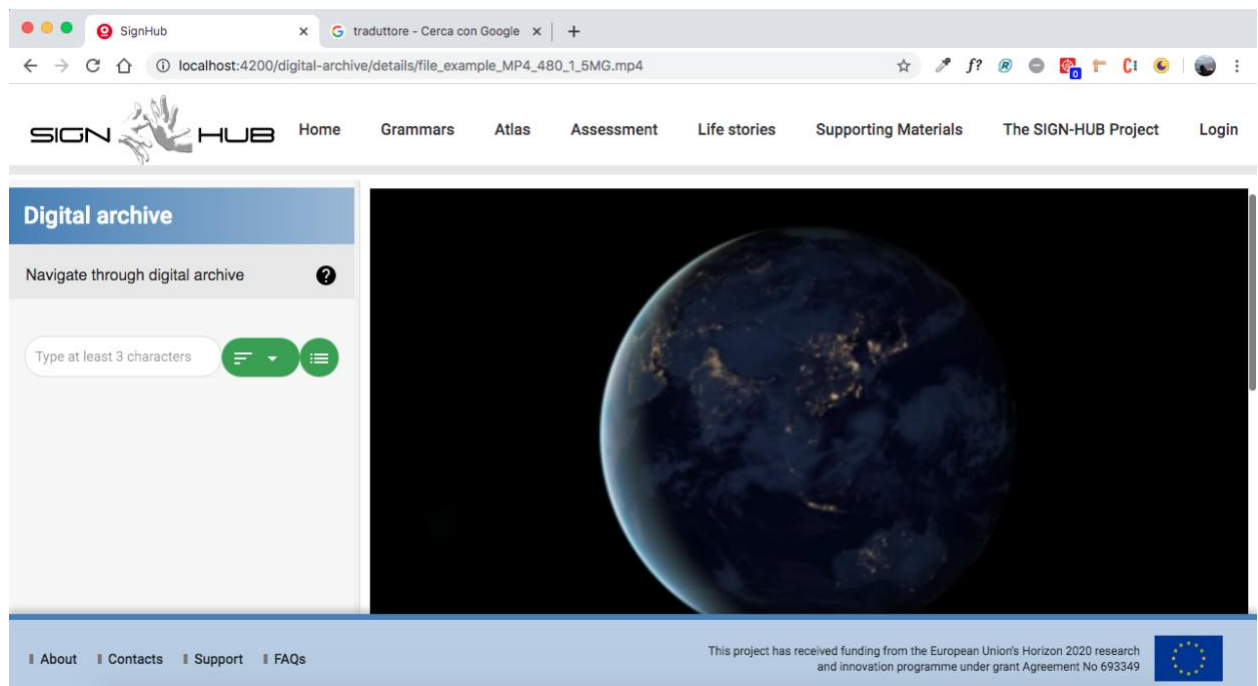 SignHub
traduttore - Cerca con Google
localhost:4200/digital-archive/details/file_example_MP4_480_1_5MG.mp4
f?
0
SIGN HUB Home Grammars Atlas Assessment Life stories Supporting Materials The SIGN-HUB Project Login
Digital archive
Navigate through digital archive
Type at least 3 characters
About Contacts Support FAQs
This project has received funding from the European Union's Horizon 2020 research
and innovation programme under grant Agreement No 693349